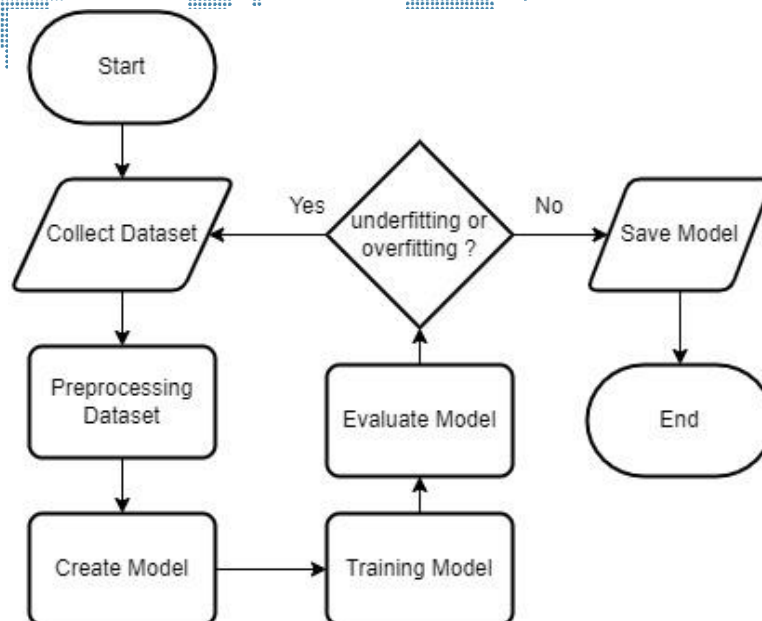 Start
Collect Dataset
Preprocessing
Dataset
Create Model
Training Model
Evaluate Model
underfitting or
overfitting ?
Yes
No
Save Model
End